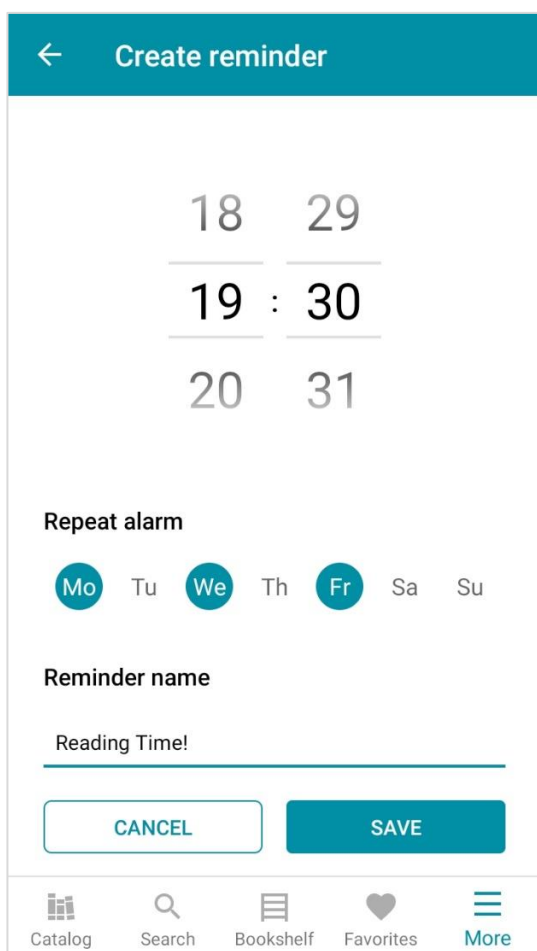 Create reminder
18 29
19 : 30
20 31
Repeat alarm
Mo Tu We Th Fr Sa Su
Reminder name
Reading Time!
CANCEL SAVE
Catalog Search Bookshelf Favorites More